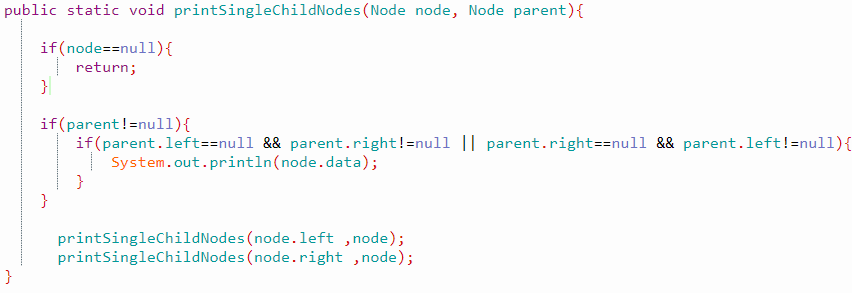 public static void printSingleChildNodes(Node node, Node parent){
if(node==null){
return;
}
if(parent!=null){
if(parent.left==null && parent.right!=null || parent.right==null && parent.left!=null){
System.out.println(node.data);
}
}
printSingleChildNodes(node.left ,node);
printSingleChildNodes(node.right ,node);
}